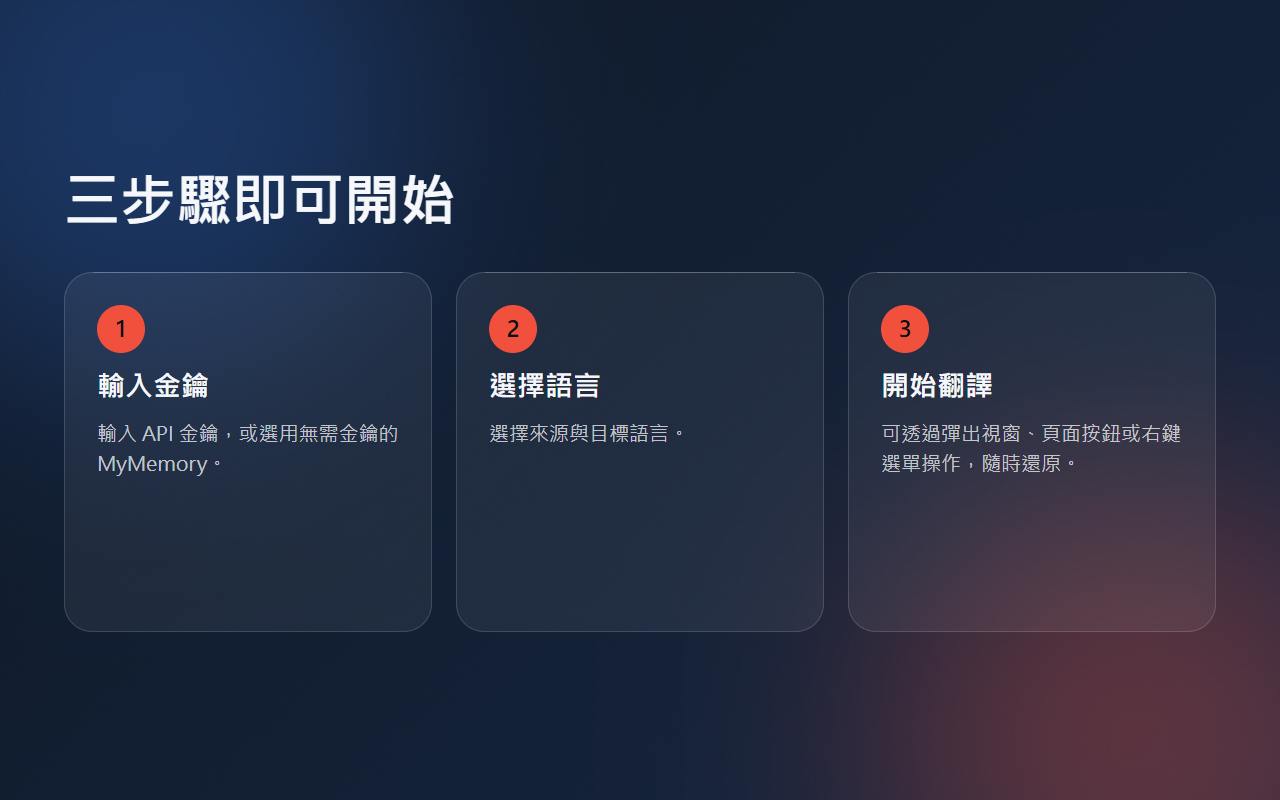 三步驟即可開始
1
輸入金鑰
輸入 API 金鑰，或選用無需金鑰的
MyMemory。
2
選擇語言
選擇來源與目標語言。
3
開始翻譯
可透過彈出視窗、頁面按鈕或右鍵
選單操作，隨時還原。